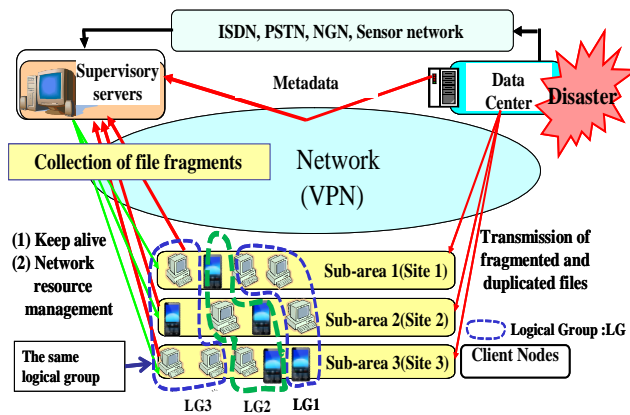 ISDN, PSTN, NGN, Sensor network
Supervisory
servers
Metadata
Data
Center
Disaster
Collection of file fragments
Network
(VPN)
(1) Keep alive
(2) Network
resource
management
Transmission of
fragmented and
duplicated files
Sub-area 1(Site 1)
Sub-area 2(Site 2)
Sub-area 3(Site 3)
Logical Group :LG
Client Nodes
The same
logical group
LG3
LG2
LG1